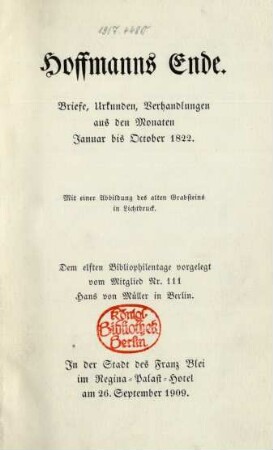 1917.4480
Hoffmanns Ende.
Briefe, Urkunden, Verhandlungen
aus den Monaten
Januar bis October 1822.
Mit einer Abbildung des alten Grabsteins
in Lichtdruck.
Dem elften Bibliophilentage vorgelegt
vom Mitglied Nr. 111
Hans von Müller in Berlin.
Königl.
Bibliothek
Berlin
In der Stadt des Franz Blei
im Regina-Palast-Hotel
am 26. September 1909.